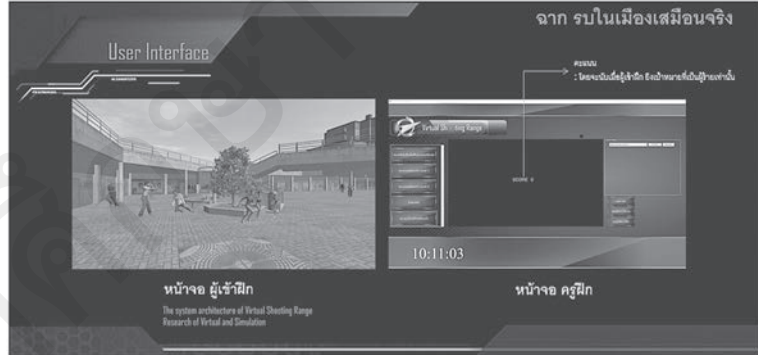 ฉาก รบในเมืองเสมือนจริง
User Interface
คะแนน
: โดยจะนับเมื่อผู้เข้าฝึก ยิงเป้าหมายที่เป็นผู้ร้ายเท่านั้น
Virtual Shooting Range
SCORE 0
10:11:03
หน้าจอ ผู้เข้าฝึก
หน้าจอ ครูฝึก
The system architecture of Virtual Shooting Range
Research of Virtual and Simulation